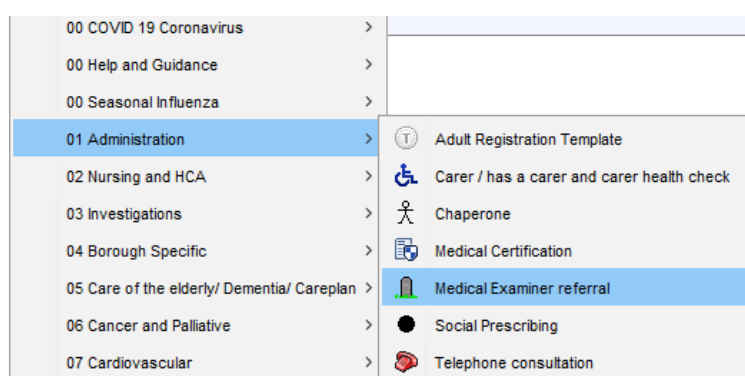 00 COVID 19 Coronavirus
00 Help and Guidance
00 Seasonal Influenza
01 Administration
02 Nursing and HCA
03 Investigations
04 Borough Specific
05 Care of the elderly/ Dementia/ Careplan
06 Cancer and Palliative
07 Cardiovascular
T Adult Registration Template
Carer / has a carer and carer health check
Chaperone
Medical Certification
Medical Examiner referral
Social Prescribing
Telephone consultation